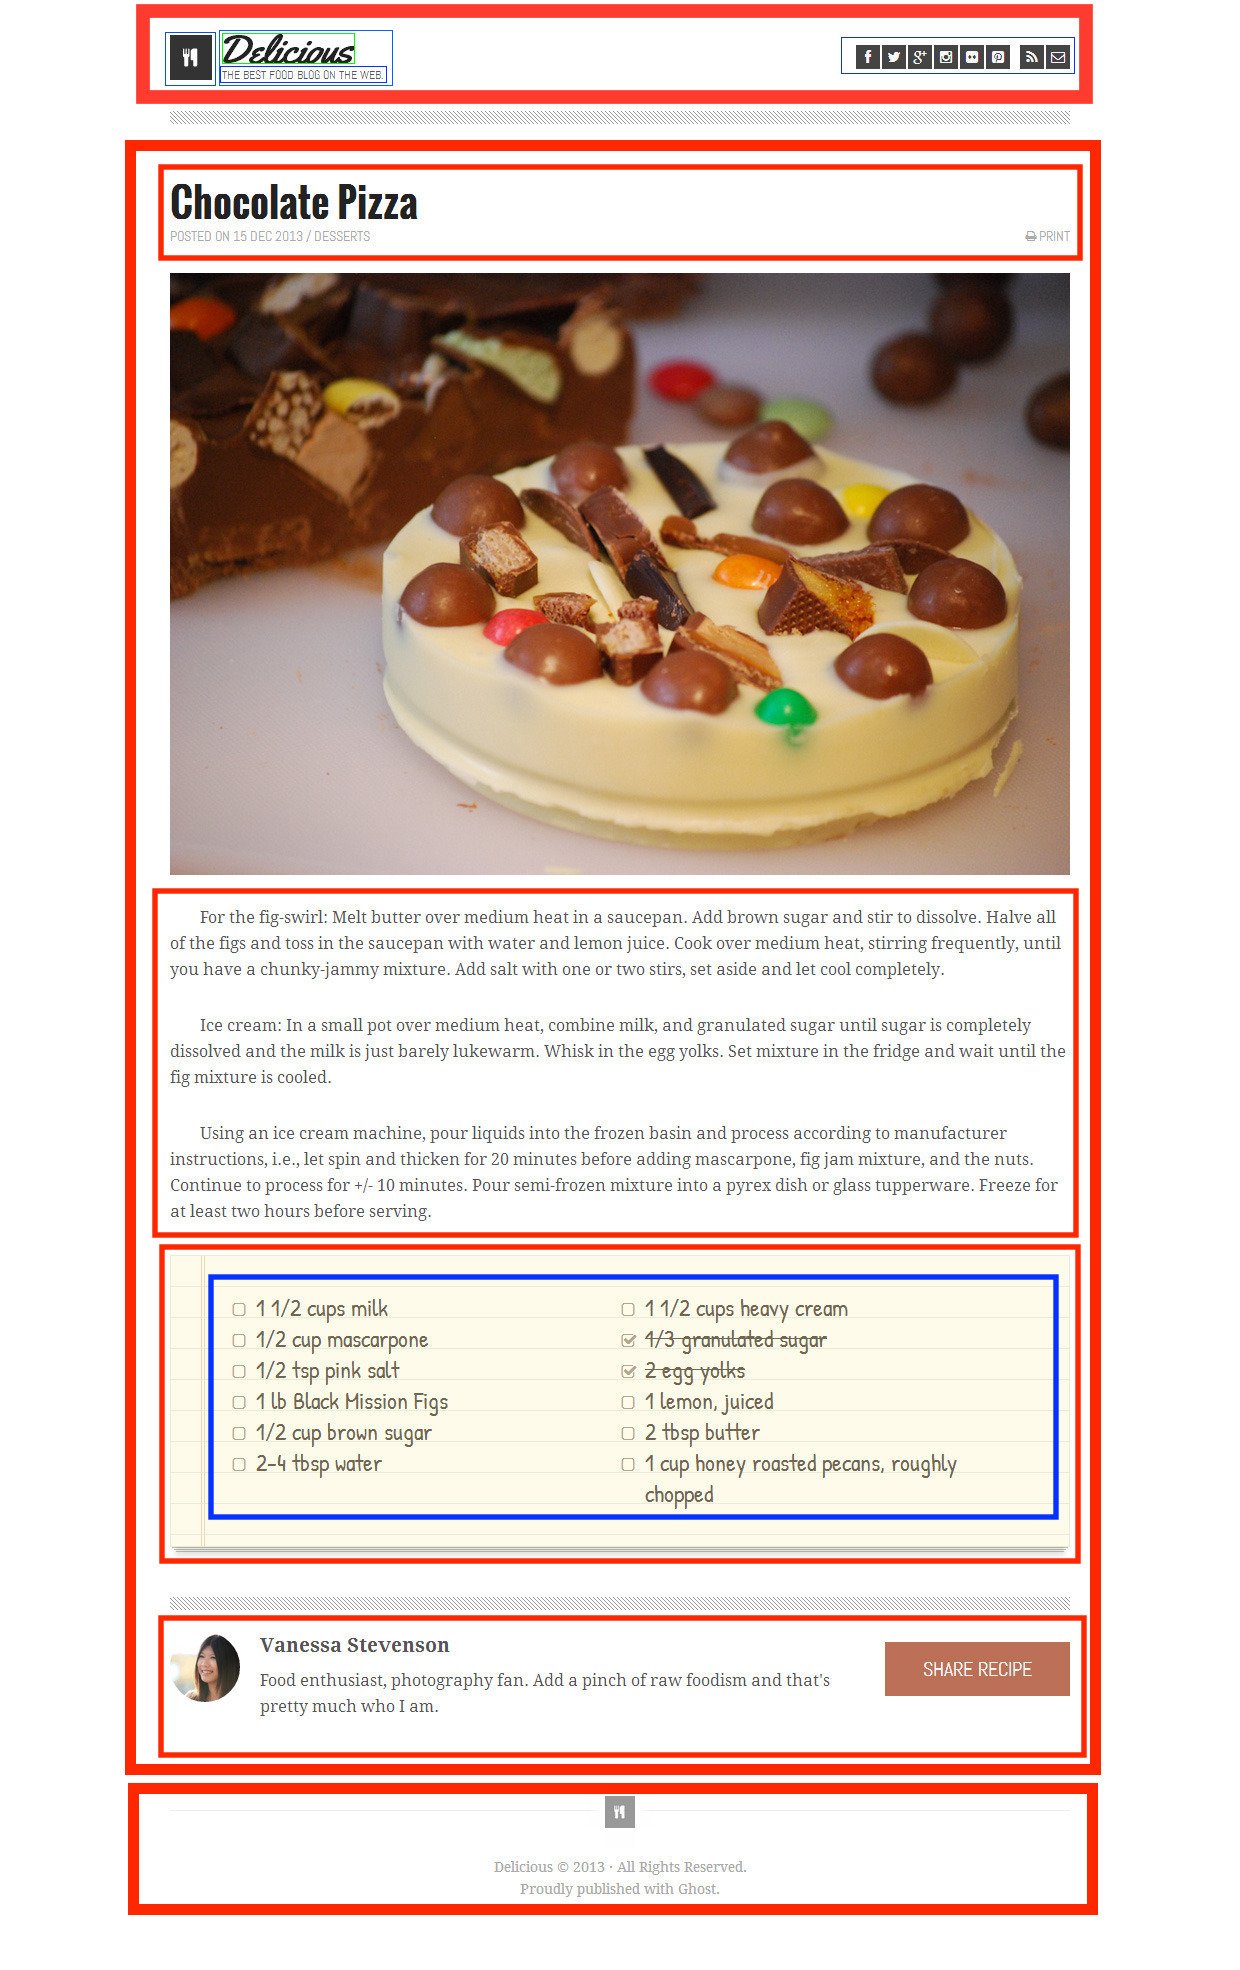 Delicious
THE BEST FOOD BLOG ON THE WEB.
Chocolate Pizza
POSTED ON 15 DEC 2013 / DESSERTS
PRINT
For the fig-swirl: Melt butter over medium heat in a saucepan. Add brown sugar and stir to dissolve. Halve all
of the figs and toss in the saucepan with water and lemon juice. Cook over medium heat, stirring frequently, until
you have a chunky-jammy mixture. Add salt with one or two stirs, set aside and let cool completely.
Ice cream: In a small pot over medium heat, combine milk, and granulated sugar until sugar is completely
dissolved and the milk is just barely lukewarm. Whisk in the egg yolks. Set mixture in the fridge and wait until the
fig mixture is cooled.
Using an ice cream machine, pour liquids into the frozen basin and process according to manufacturer
instructions, i.e., let spin and thicken for 20 minutes before adding mascarpone, fig jam mixture, and the nuts.
Continue to process for +/- 10 minutes. Pour semi-frozen mixture into a pyrex dish or glass tupperware. Freeze for
at least two hours before serving.
1 1/2 cups milk
1/2 cup mascarpone
1/2 tsp pink salt
1 lb Black Mission Figs
1/2 cup brown sugar
2-4 tbsp water
1 1/2 cups heavy cream
1/3 granulated sugar
2 egg yolks
1 lemon, juiced
2 tbsp butter
1 cup honey roasted pecans, roughly
chopped
Vanessa Stevenson
Food enthusiast, photography fan. Add a pinch of raw foodism and that's
pretty much who I am.
SHARE RECIPE
Delicious © 2013 · All Rights Reserved.
Proudly published with Ghost.